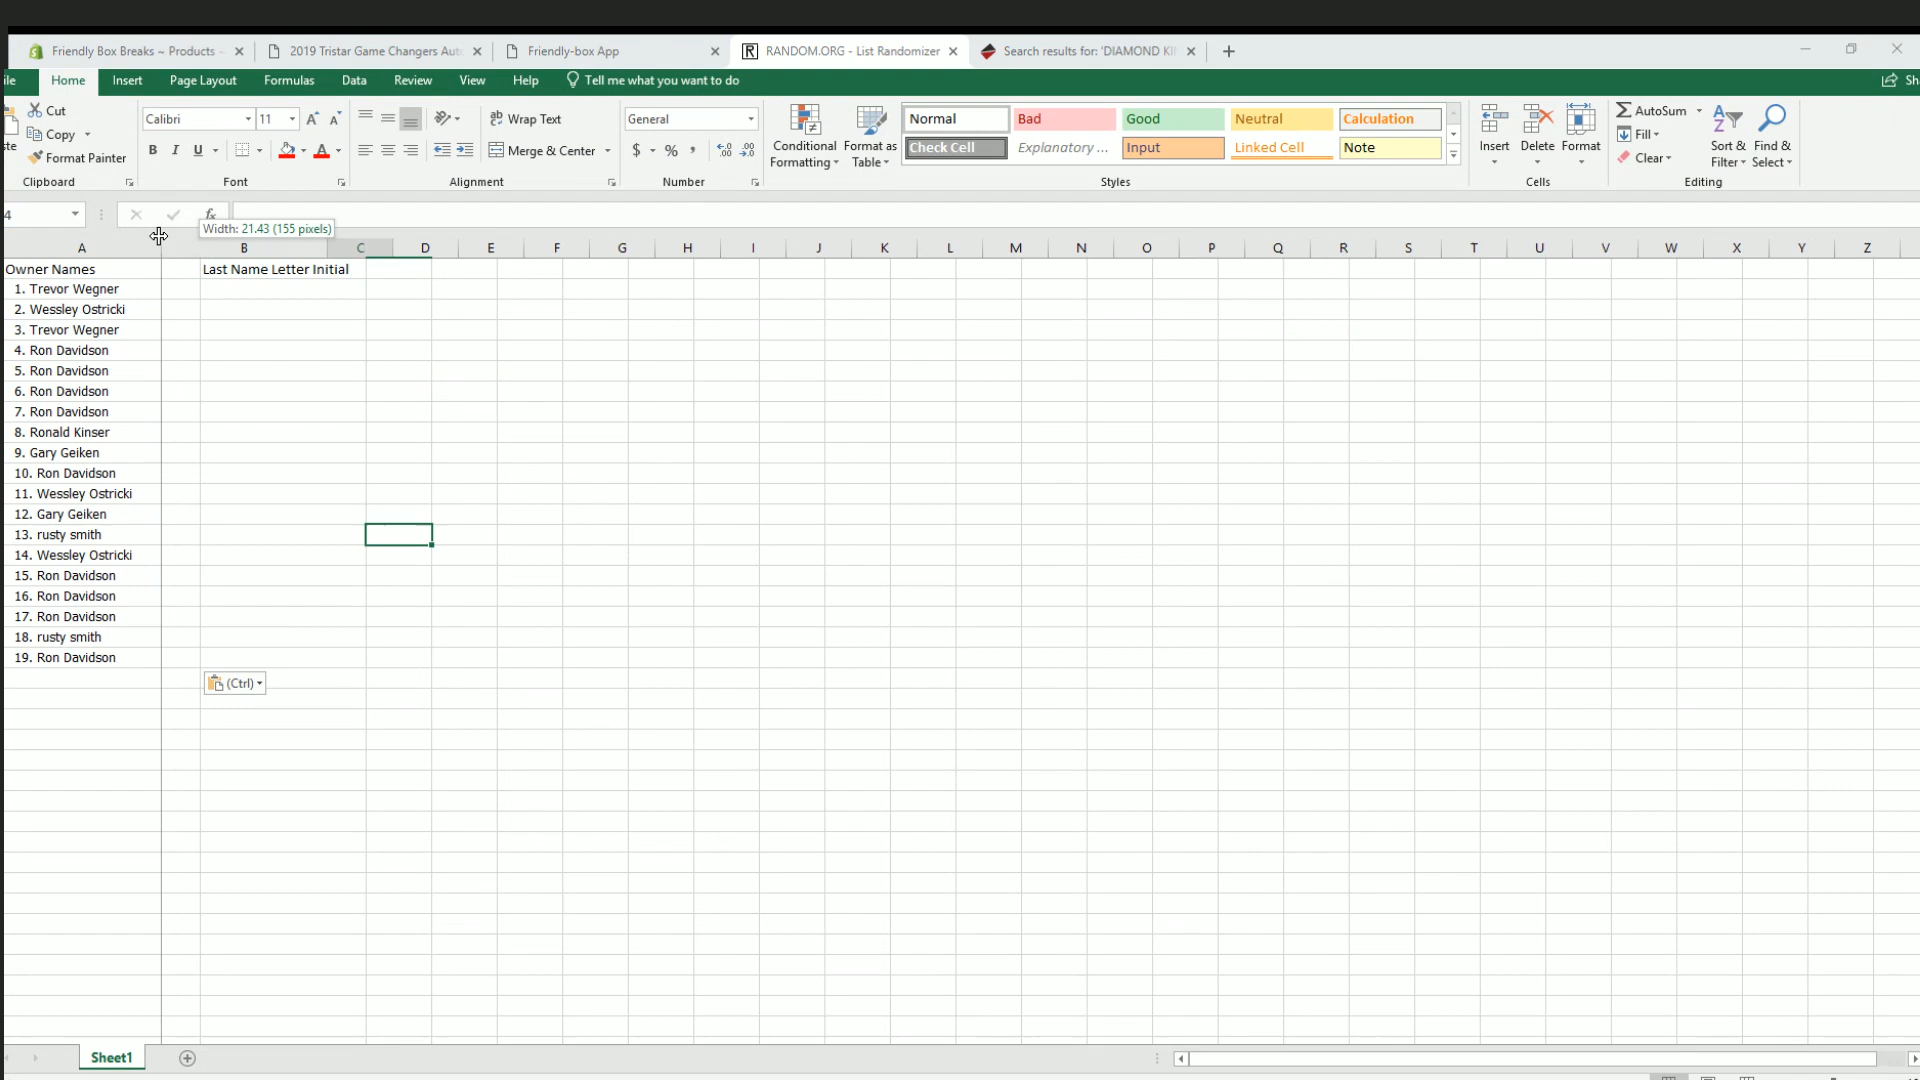 Friendly Box Breaks ~ Products
2019 Tristar Game Changers Aut
Friendly-box App
RANDOM.ORG - List Randomizer
Search results for: 'DIAMOND KI
ile Home Insert Page Layout Formulas Data Review View Help Tell me what you want to do Sha
Cut
Copy
Format Painter
ste
Clipboard
Calibri 11
B I U
Font
Wrap Text
Merge & Center
Alignment
General
$ % ,
Number
Conditional Formatting
Format as Table
Normal Bad Good Neutral Calculation
Check Cell Explanatory ... Input Linked Cell Note
Styles
Insert Delete Format
Cells
AutoSum
Fill
Clear
Sort & Filter
Find & Select
Editing
4 fx
Width: 21.43 (155 pixels)
A B C D E F G H I J K L M N O P Q R S T U V W X Y Z
Owner Names Last Name Letter Initial
1. Trevor Wegner
2. Wessley Ostricki
3. Trevor Wegner
4. Ron Davidson
5. Ron Davidson
6. Ron Davidson
7. Ron Davidson
8. Ronald Kinser
9. Gary Geiken
10. Ron Davidson
11. Wessley Ostricki
12. Gary Geiken
13. rusty smith
14. Wessley Ostricki
15. Ron Davidson
16. Ron Davidson
17. Ron Davidson
18. rusty smith
19. Ron Davidson
(Ctrl)
Sheet1